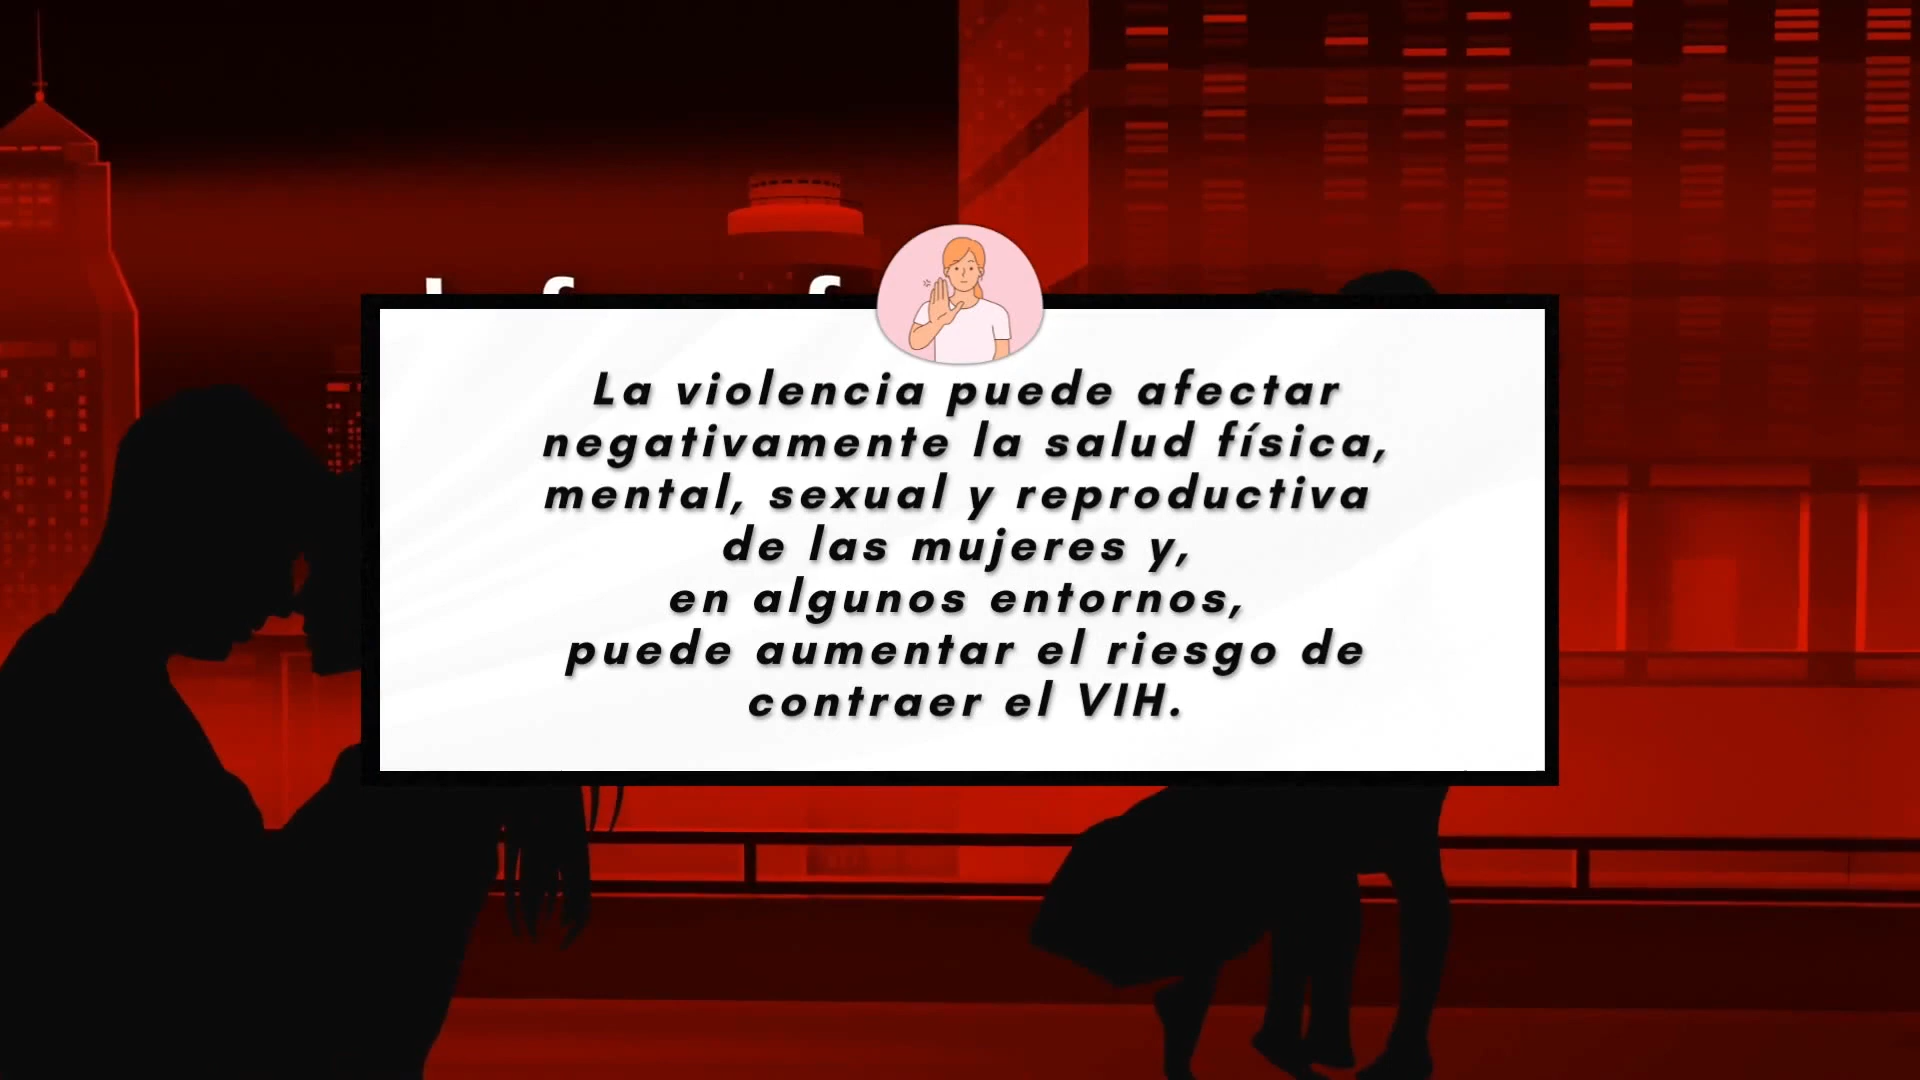 La violencia puede afectar
negativamente la salud física,
mental, sexual y reproductiva
de las mujeres y,
en algunos entornos,
puede aumentar el riesgo de
contraer el VIH.